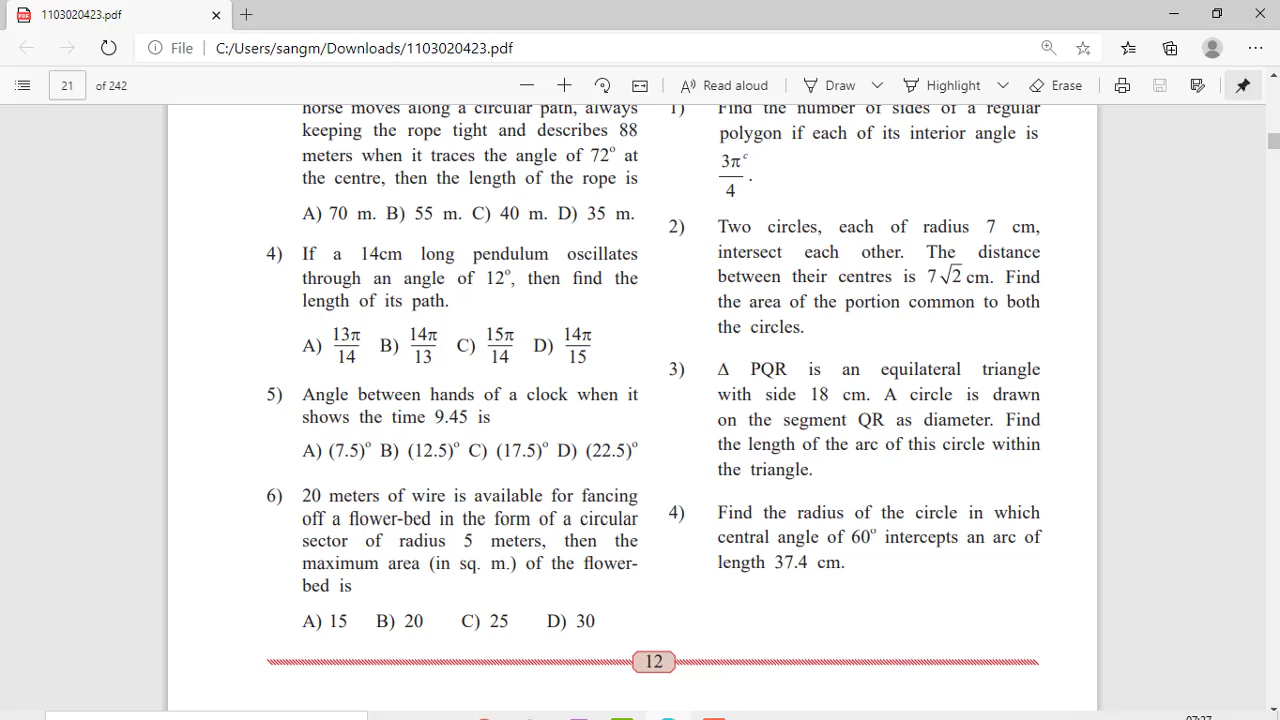 1103020423.pdf
File C:/Users/sangm/Downloads/1103020423.pdf
21 of 242 Read aloud Draw Highlight Erase
horse moves along a circular path, always
keeping the rope tight and describes 88
meters when it traces the angle of 72° at
the centre, then the length of the rope is
A) 70 m. B) 55 m. C) 40 m. D) 35 m.
4) If a 14cm long pendulum oscillates
through an angle of 12°, then find the
length of its path.
A) 13π/14 B) 14π/13 C) 15π/14 D) 14π/15
5) Angle between hands of a clock when it
shows the time 9.45 is
A) (7.5)° B) (12.5)° C) (17.5)° D) (22.5)°
6) 20 meters of wire is available for fancing
off a flower-bed in the form of a circular
sector of radius 5 meters, then the
maximum area (in sq. m.) of the flower-
bed is
A) 15 B) 20 C) 25 D) 30
1) Find the number of sides of a regular
polygon if each of its interior angle is
3π^c/4 .
2) Two circles, each of radius 7 cm,
intersect each other. The distance
between their centres is 7√2 cm. Find
the area of the portion common to both
the circles.
3) Δ PQR is an equilateral triangle
with side 18 cm. A circle is drawn
on the segment QR as diameter. Find
the length of the arc of this circle within
the triangle.
4) Find the radius of the circle in which
central angle of 60° intercepts an arc of
length 37.4 cm.
12